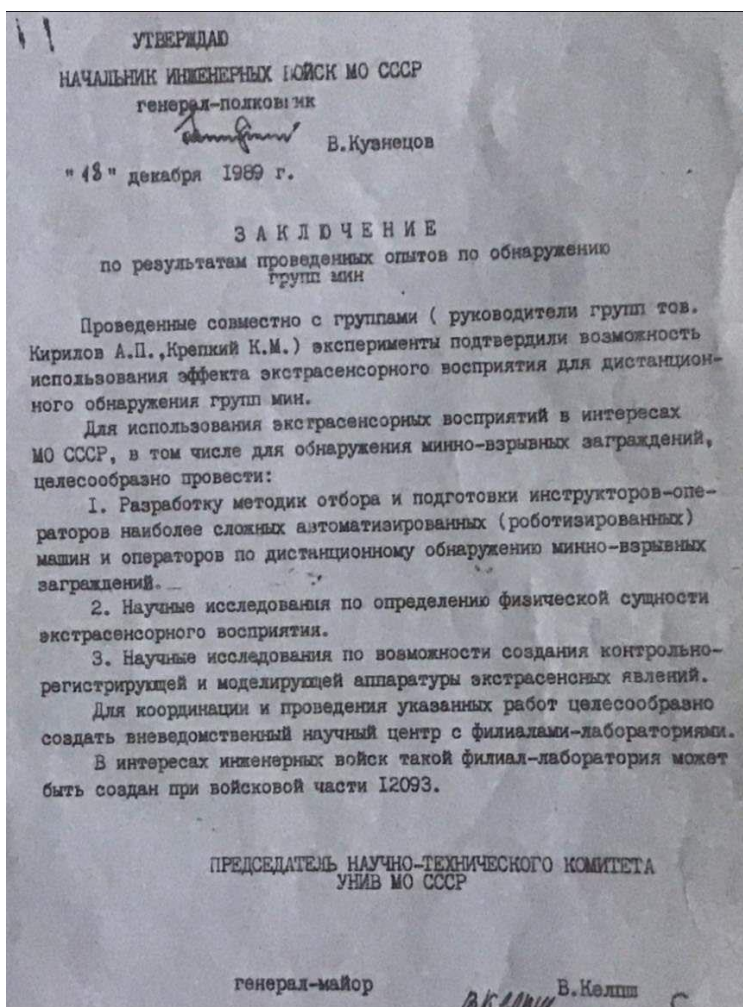 УТВЕРЖДАЮ
НАЧАЛЬНИК ИНЖЕНЕРНЫХ ВОЙСК МО СССР
генерал-полковник
В.Кузнецов
"18" декабря 1989 г.
ЗАКЛЮЧЕНИЕ
по результатам проведенных опытов по обнаружению
групп мин
Проведенные совместно с группами ( руководители групп тов.
Кирилов А.П.,Крепкий К.М.) эксперименты подтвердили возможность
использования эффекта экстрасенсорного восприятия для дистанцион-
ного обнаружения групп мин.
Для использования экстрасенсорных восприятий в интересах
МО СССР, в том числе для обнаружения минно-взрывных заграждений,
целесообразно провести:
1. Разработку методик отбора и подготовки инструкторов-опе-
раторов наиболее сложных автоматизированных (роботизированных)
машин и операторов по дистанционному обнаружению минно-взрывных
заграждений.
2. Научные исследования по определению физической сущности
экстрасенсорного восприятия.
3. Научные исследования по возможности создания контрольно-
регистрирующей и моделирующей аппаратуры экстрасенсных явлений.
Для координации и проведения указанных работ целесообразно
создать вневедомственный научный центр с филиалами-лабораториями.
В интересах инженерных войск такой филиал-лаборатория может
быть создан при войсковой части 12093.
ПРЕДСЕДАТЕЛЬ НАУЧНО-ТЕХНИЧЕСКОГО КОМИТЕТА
УНИВ МО СССР
генерал-майор
В.Келпш